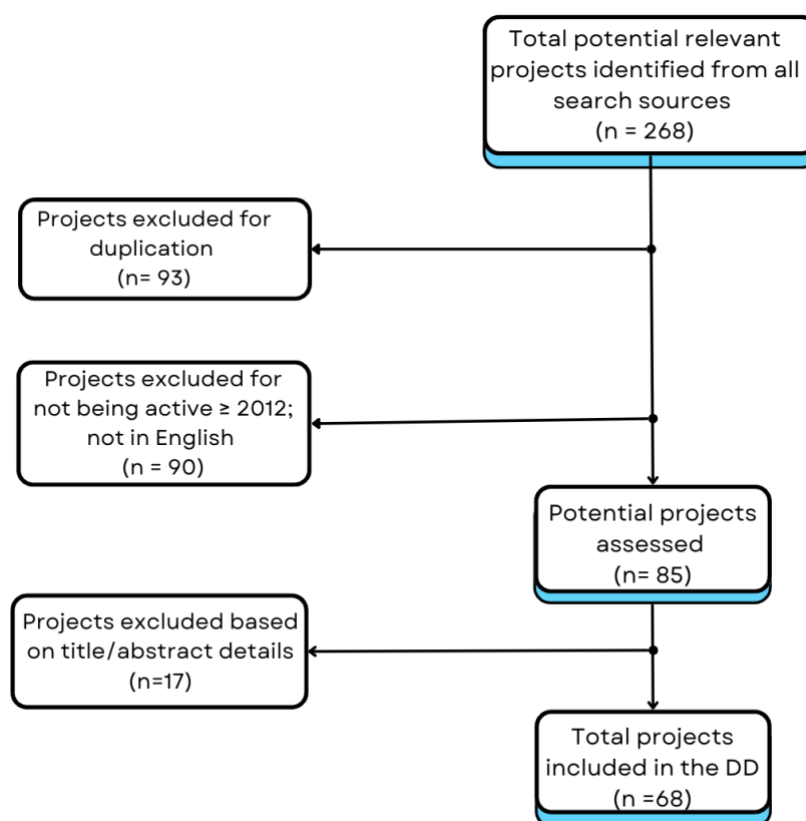 Total potential relevant
projects identified from all
search sources
(n = 268)
Projects excluded for
duplication
(n= 93)
Projects excluded for
not being active ≥ 2012;
not in English
(n = 90)
Potential projects
assessed
(n= 85)
Projects excluded based
on title/abstract details
(n=17)
Total projects
included in the DD
(n =68)